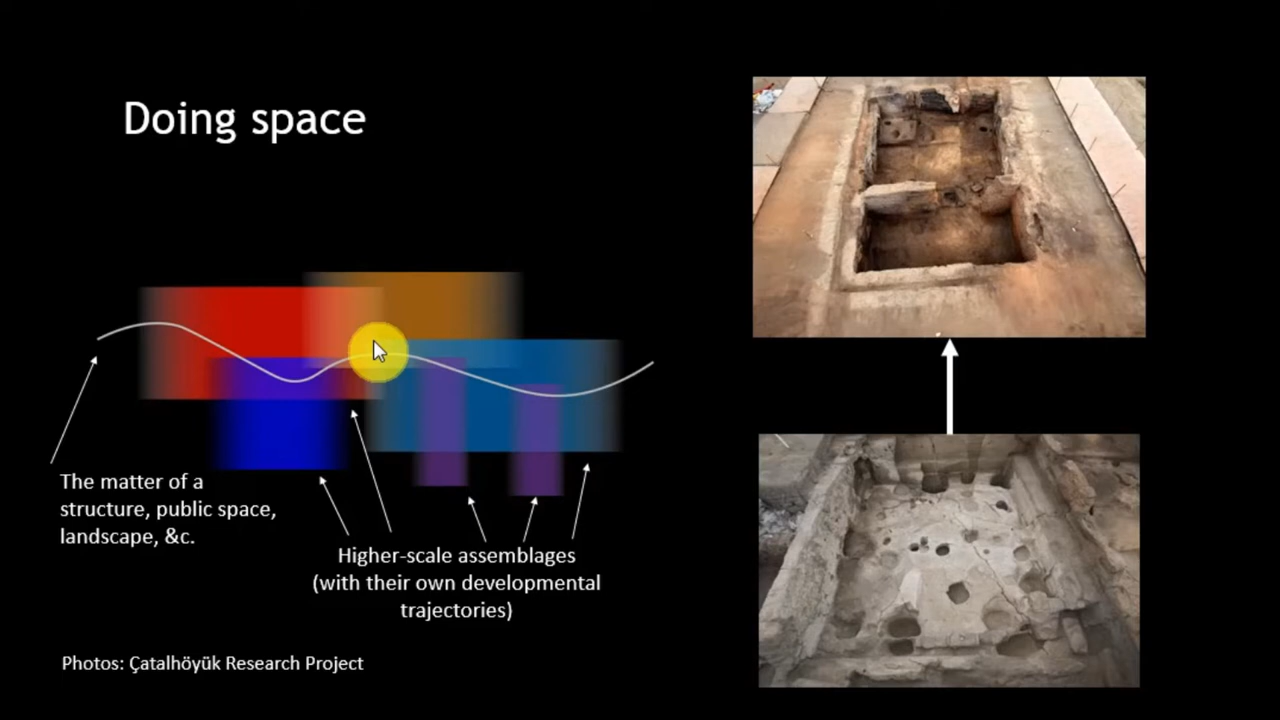 Doing space
The matter of a
structure, public space,
landscape, &c.
Higher-scale assemblages
(with their own developmental
trajectories)
Photos: Çatalhöyük Research Project